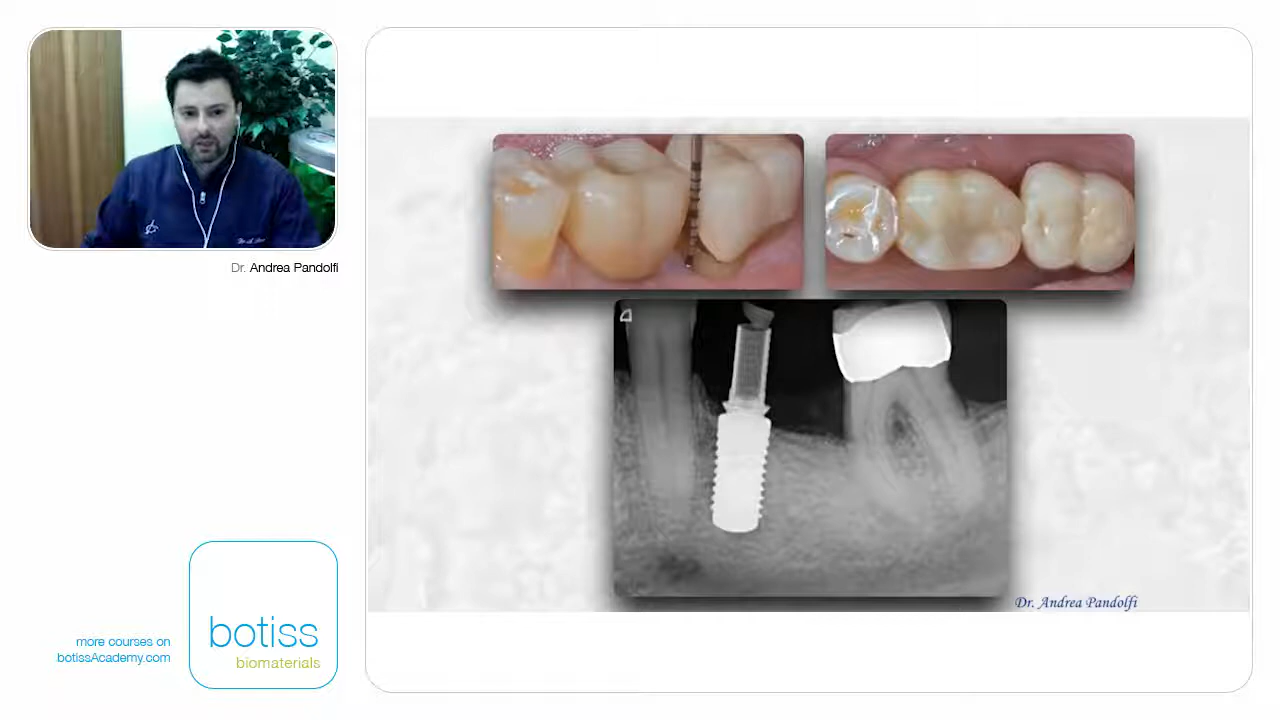 Dr. Andrea Pandolfi
more courses on
botissAcademy.com
botiss
biomaterials
Dr. Andrea Pandolfi